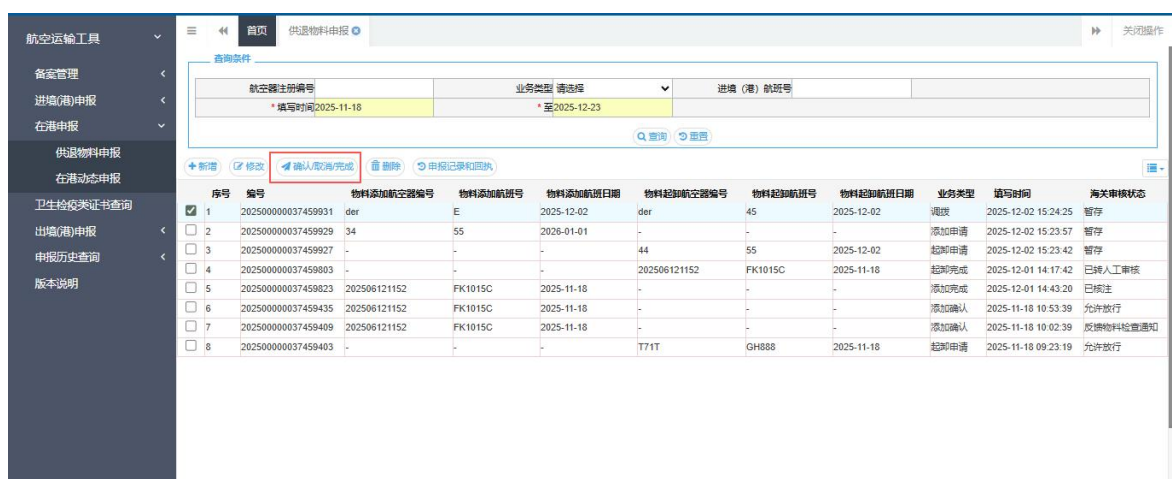 航空运输工具
备案管理
进境(港)申报
在港申报
供退物料申报
在港动态申报
卫生检疫类证书查询
出境(港)申报
申报历史查询
版本说明
首页 供退物料申报 关闭操作
查询条件
航空器注册编号 业务类型 请选择 进境（港）航班号
*填写时间 2025-11-18 *至 2025-12-23
查询 重置
新增 修改 确认/取消/完成 删除 申报记录和回执
序号 编号 物料添加航空器编号 物料添加航班号 物料添加航班日期 物料起卸航空器编号 物料起卸航班号 物料起卸航班日期 业务类型 填写时间 海关审核状态
1 202500000037459931 der E 2025-12-02 der 45 2025-12-02 调拨 2025-12-02 15:24:25 暂存
2 202500000037459929 34 55 2026-01-01 - - - 添加申请 2025-12-02 15:23:57 暂存
3 202500000037459927 - - - 44 55 2025-12-02 起卸申请 2025-12-02 15:23:42 暂存
4 202500000037459803 - - - 202506121152 FK1015C 2025-11-18 起卸完成 2025-12-01 14:17:42 已转人工审核
5 202500000037459823 202506121152 FK1015C 2025-11-18 - - - 添加完成 2025-12-01 14:43:20 已核注
6 202500000037459435 202506121152 FK1015C 2025-11-18 - - - 添加确认 2025-11-18 10:53:39 允许放行
7 202500000037459409 202506121152 FK1015C 2025-11-18 - - - 添加确认 2025-11-18 10:02:39 反馈物料检查通知
8 202500000037459403 - - - T71T GH888 2025-11-18 起卸申请 2025-11-18 09:23:19 允许放行